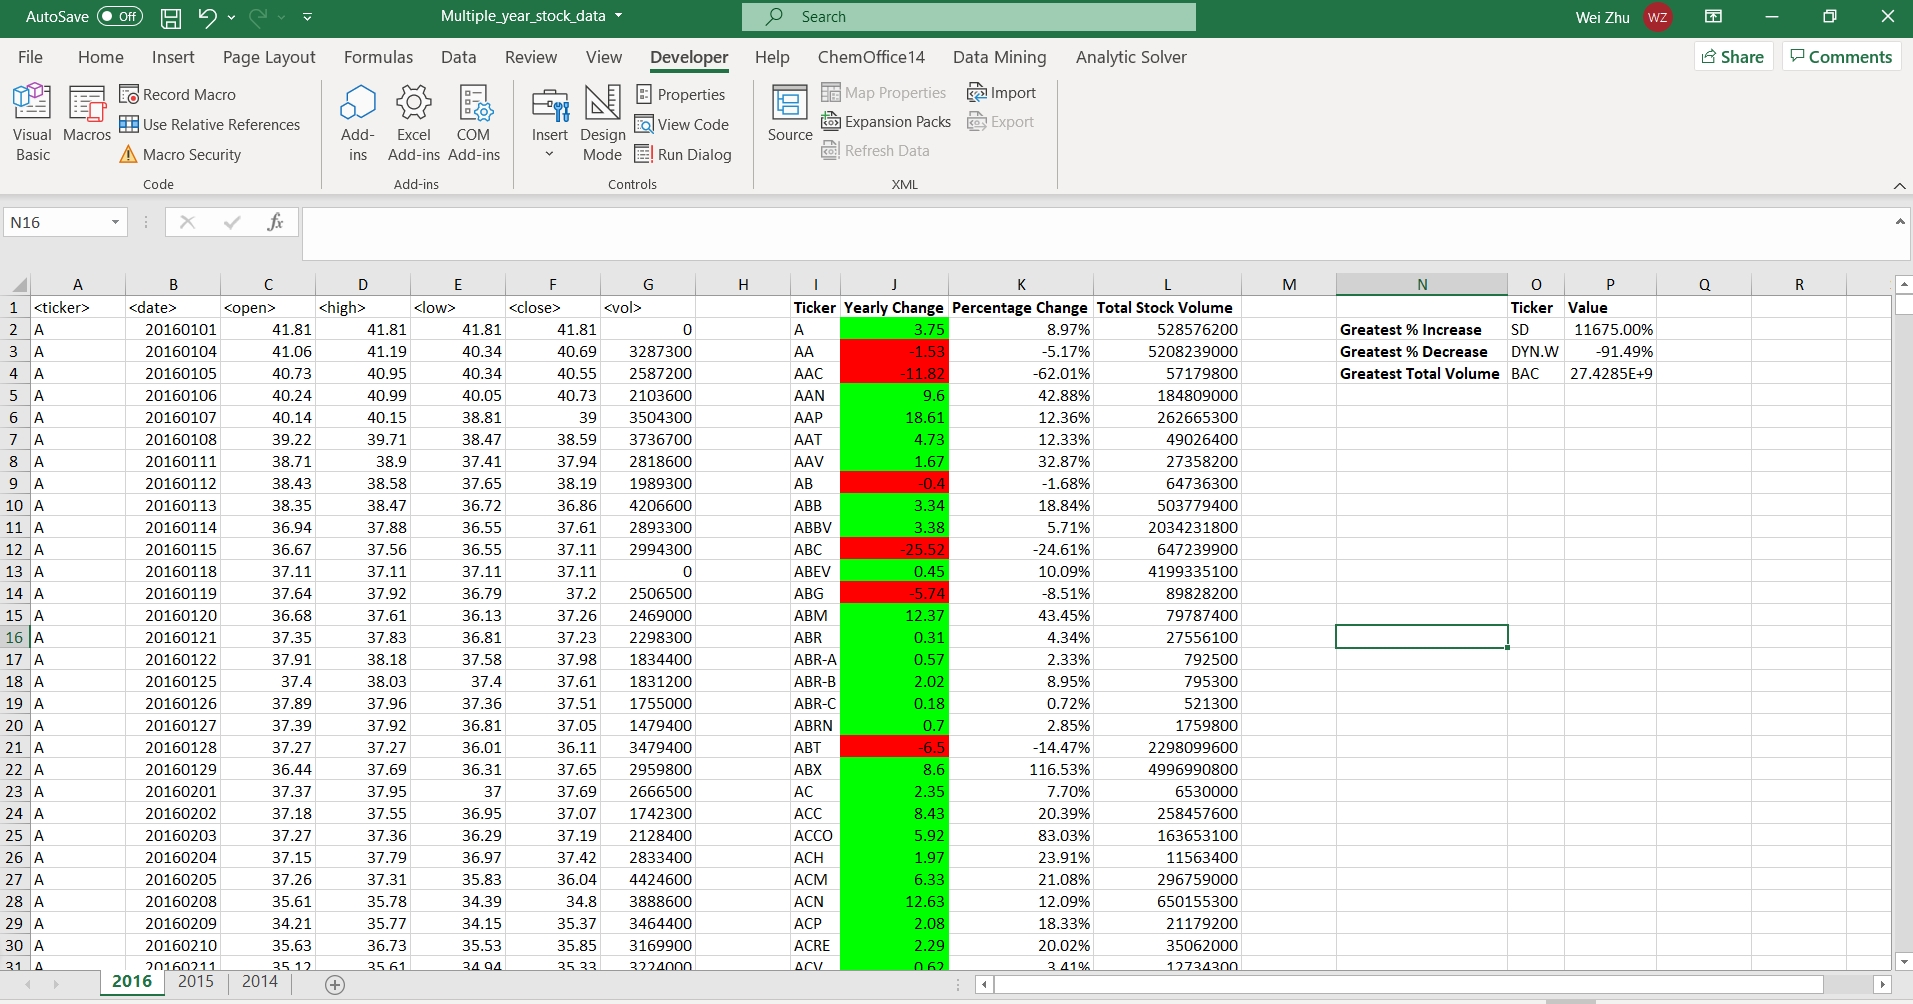 AutoSave Off Multiple_year_stock_data Search Wei Zhu WZ
File Home Insert Page Layout Formulas Data Review View Developer Help ChemOffice14 Data Mining Analytic Solver Share Comments
Visual Basic Macros Record Macro Use Relative References Macro Security Code
Add-ins Excel Add-ins COM Add-ins Add-ins
Insert Design Mode Properties View Code Run Dialog Controls
Source Map Properties Expansion Packs Refresh Data Import Export XML
N16 fx
A B C D E F G H I J K L M N O P Q R
1 <ticker> <date> <open> <high> <low> <close> <vol> Ticker Yearly Change Percentage Change Total Stock Volume Ticker Value
2 A 20160101 41.81 41.81 41.81 41.81 0 A 3.75 8.97% 528576200 Greatest % Increase SD 11675.00%
3 A 20160104 41.06 41.19 40.34 40.69 3287300 AA -1.53 -5.17% 5208239000 Greatest % Decrease DYN.W -91.49%
4 A 20160105 40.73 40.95 40.34 40.55 2587200 AAC -11.82 -62.01% 57179800 Greatest Total Volume BAC 27.4285E+9
5 A 20160106 40.24 40.99 40.05 40.73 2103600 AAN 9.6 42.88% 184809000
6 A 20160107 40.14 40.15 38.81 39 3504300 AAP 18.61 12.36% 262665300
7 A 20160108 39.22 39.71 38.47 38.59 3736700 AAT 4.73 12.33% 49026400
8 A 20160111 38.71 38.9 37.41 37.94 2818600 AAV 1.67 32.87% 27358200
9 A 20160112 38.43 38.58 37.65 38.19 1989300 AB -0.4 -1.68% 64736300
10 A 20160113 38.35 38.47 36.72 36.86 4206600 ABB 3.34 18.84% 503779400
11 A 20160114 36.94 37.88 36.55 37.61 2893300 ABBV 3.38 5.71% 2034231800
12 A 20160115 36.67 37.56 36.55 37.11 2994300 ABC -25.52 -24.61% 647239900
13 A 20160118 37.11 37.11 37.11 37.11 0 ABEV 0.45 10.09% 4199335100
14 A 20160119 37.64 37.92 36.79 37.2 2506500 ABG -5.74 -8.51% 89828200
15 A 20160120 36.68 37.61 36.13 37.26 2469000 ABM 12.37 43.45% 79787400
16 A 20160121 37.35 37.83 36.81 37.23 2298300 ABR 0.31 4.34% 27556100
17 A 20160122 37.91 38.18 37.58 37.98 1834400 ABR-A 0.57 2.33% 792500
18 A 20160125 37.4 38.03 37.4 37.61 1831200 ABR-B 2.02 8.95% 795300
19 A 20160126 37.89 37.96 37.36 37.51 1755000 ABR-C 0.18 0.72% 521300
20 A 20160127 37.39 37.92 36.81 37.05 1479400 ABRN 0.7 2.85% 1759800
21 A 20160128 37.27 37.27 36.01 36.11 3479400 ABT -6.5 -14.47% 2298099600
22 A 20160129 36.44 37.69 36.31 37.65 2959800 ABX 8.6 116.53% 4996990800
23 A 20160201 37.37 37.95 37 37.69 2666500 AC 2.35 7.70% 6530000
24 A 20160202 37.18 37.55 36.95 37.07 1742300 ACC 8.43 20.39% 258457600
25 A 20160203 37.27 37.36 36.29 37.19 2128400 ACCO 5.92 83.03% 163653100
26 A 20160204 37.15 37.79 36.97 37.42 2833400 ACH 1.97 23.91% 11563400
27 A 20160205 37.26 37.31 35.83 36.04 4424600 ACM 6.33 21.08% 296759000
28 A 20160208 35.61 35.78 34.39 34.8 3888600 ACN 12.63 12.09% 650155300
29 A 20160209 34.21 35.77 34.15 35.37 3464400 ACP 2.08 18.33% 21179200
30 A 20160210 35.63 36.73 35.53 35.85 3169900 ACRE 2.29 20.02% 35062000
31 A 20160211 35.12 35.61 34.94 35.33 3224000 ACV 0.62 3.41% 12734300
2016 2015 2014